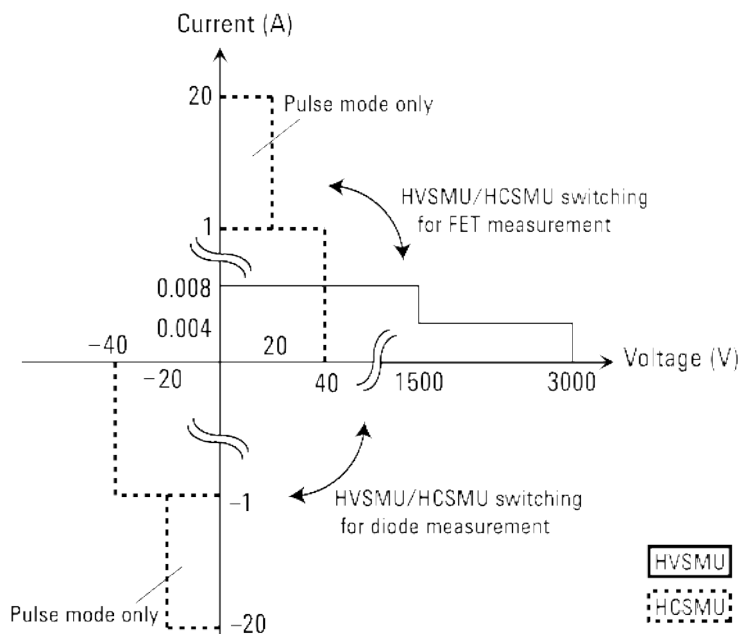 Current (A)
20
Pulse mode only
HVSMU/HCSMU switching
for FET measurement
1
0.008
0.004
-40
20
Voltage (V)
-20
40
1500
3000
-1
HVSMU/HCSMU switching
for diode measurement
HVSMU
HCSMU
Pulse mode only
-20